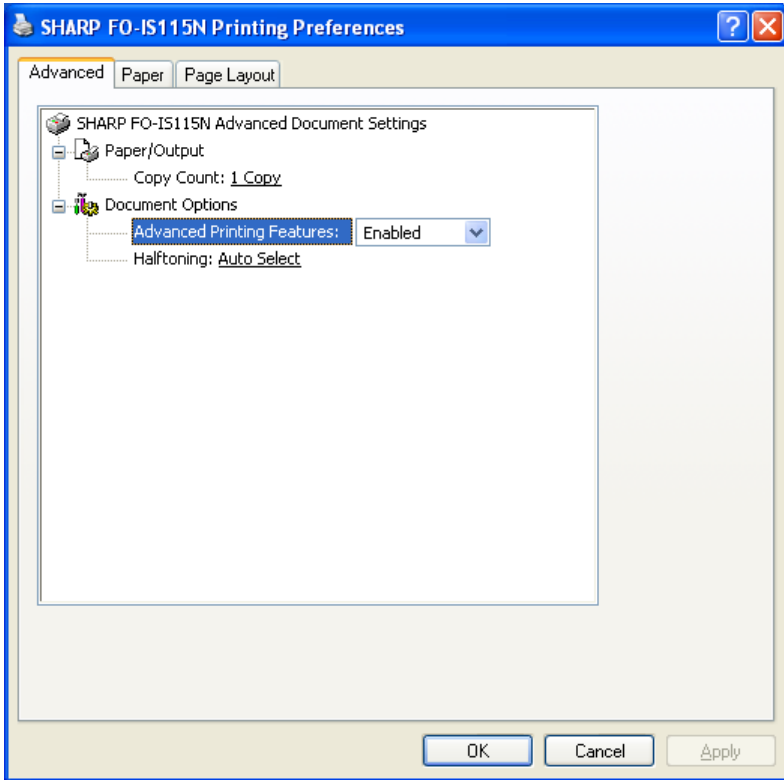 SHARP FO-IS115N Printing Preferences
Advanced
Paper
Page Layout
SHARP FO-IS115N Advanced Document Settings
Paper/Output
Copy Count: 1 Copy
Document Options
Advanced Printing Features: Enabled
Halftoning: Auto Select
OK
Cancel
Apply